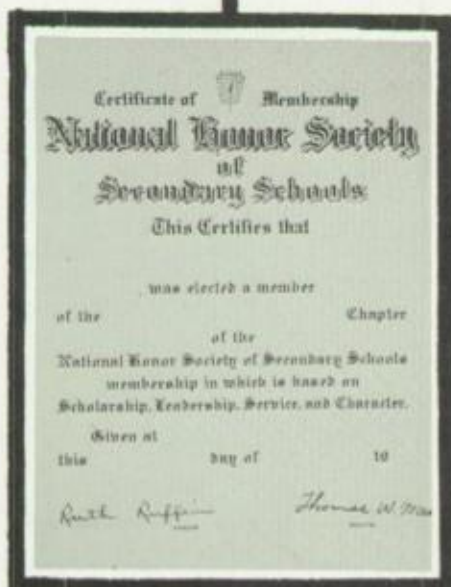 Certificate of Membership
National Honor Society
of
Secondary Schools
This Certifies that
was elected a member
of the Chapter
of the
National Honor Society of Secondary Schools
membership in which is based on
Scholarship, Leadership, Service, and Character.
Given at
this day of 19
Ruth Thomas W.